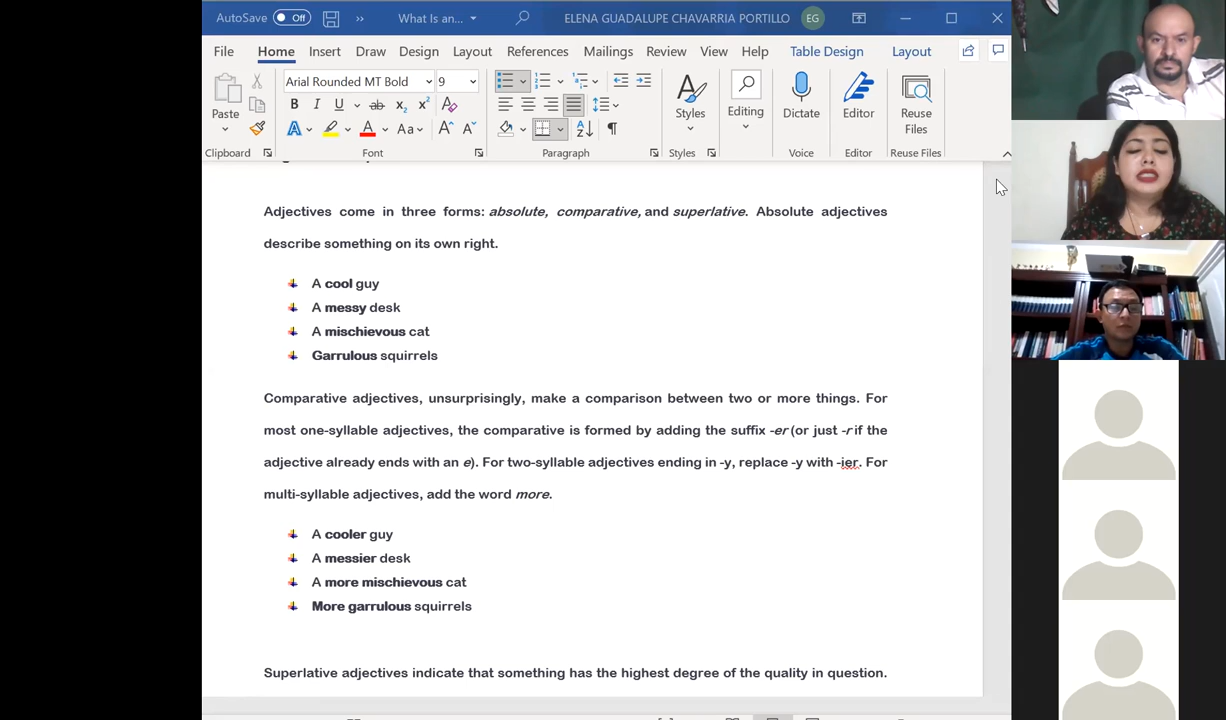 AutoSave Off What Is an... ELENA GUADALUPE CHAVARRIA PORTILLO EG
File Home Insert Draw Design Layout References Mailings Review View Help Table Design Layout
Arial Rounded MT Bold 9
Paste Styles Editing Dictate Editor Reuse Files
Clipboard Font Paragraph Styles Voice Editor Reuse Files
Adjectives come in three forms: absolute, comparative, and superlative. Absolute adjectives
describe something on its own right.
A cool guy
A messy desk
A mischievous cat
Garrulous squirrels
Comparative adjectives, unsurprisingly, make a comparison between two or more things. For
most one-syllable adjectives, the comparative is formed by adding the suffix -er (or just -r if the
adjective already ends with an e). For two-syllable adjectives ending in -y, replace -y with -ier. For
multi-syllable adjectives, add the word more.
A cooler guy
A messier desk
A more mischievous cat
More garrulous squirrels
Superlative adjectives indicate that something has the highest degree of the quality in question.